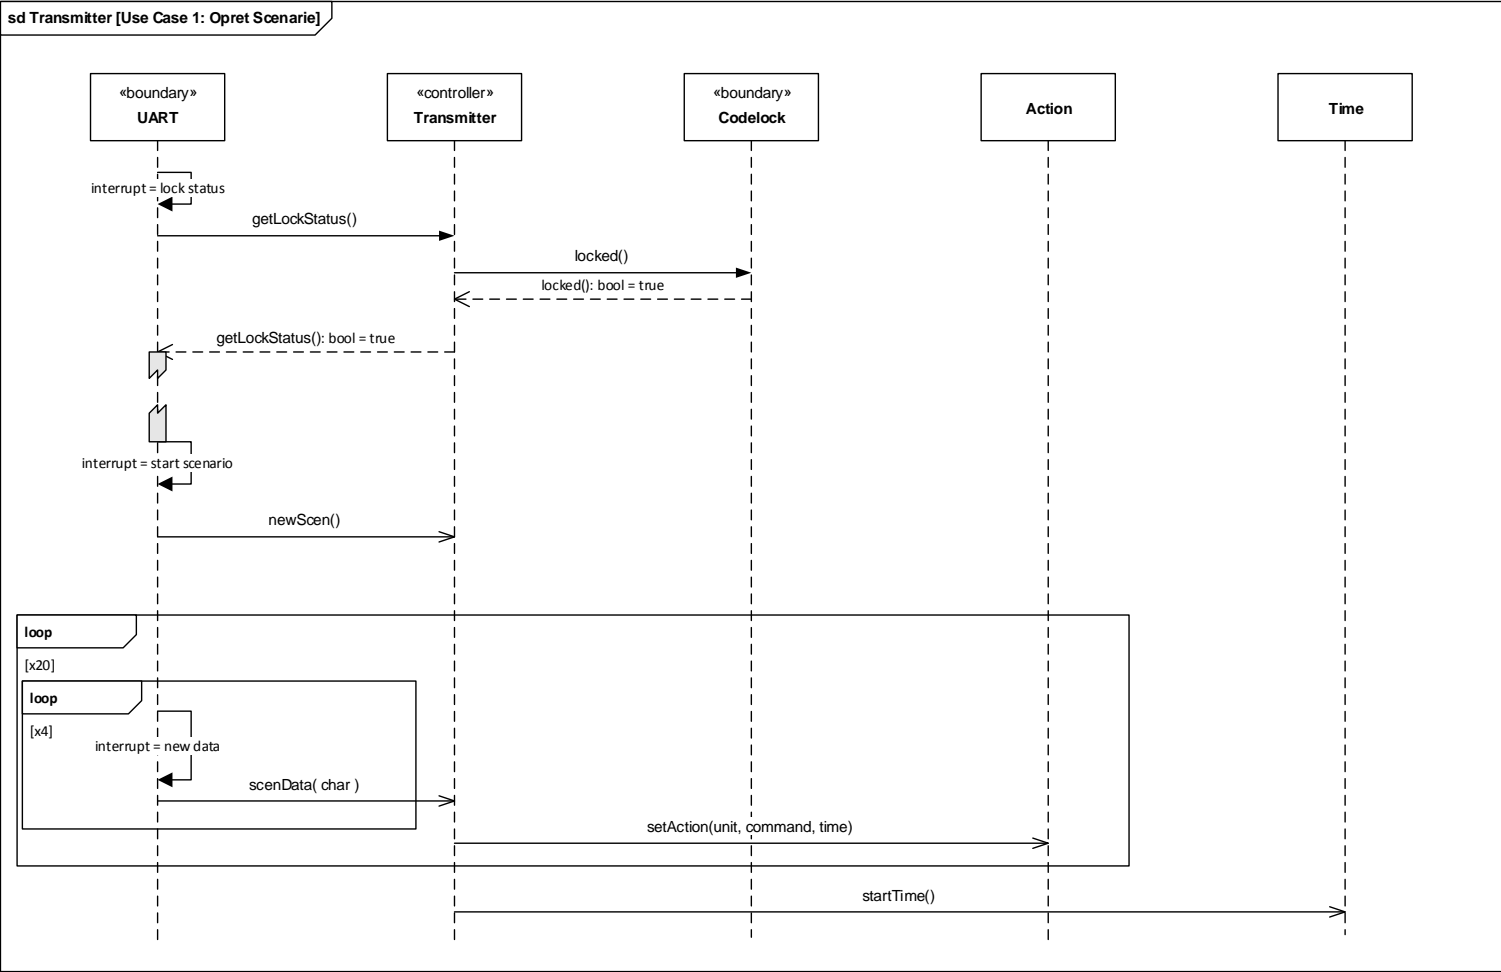 sd Transmitter [Use Case 1: Opret Scenarie]
«boundary»
UART
«controller»
Transmitter
«boundary»
Codelock
Action
Time
interrupt = lock status
getLockStatus()
locked()
locked(): bool = true
getLockStatus(): bool = true
interrupt = start scenario
newScen()
loop
[x20]
loop
[x4]
interrupt = new data
scenData( char )
setAction(unit, command, time)
startTime()